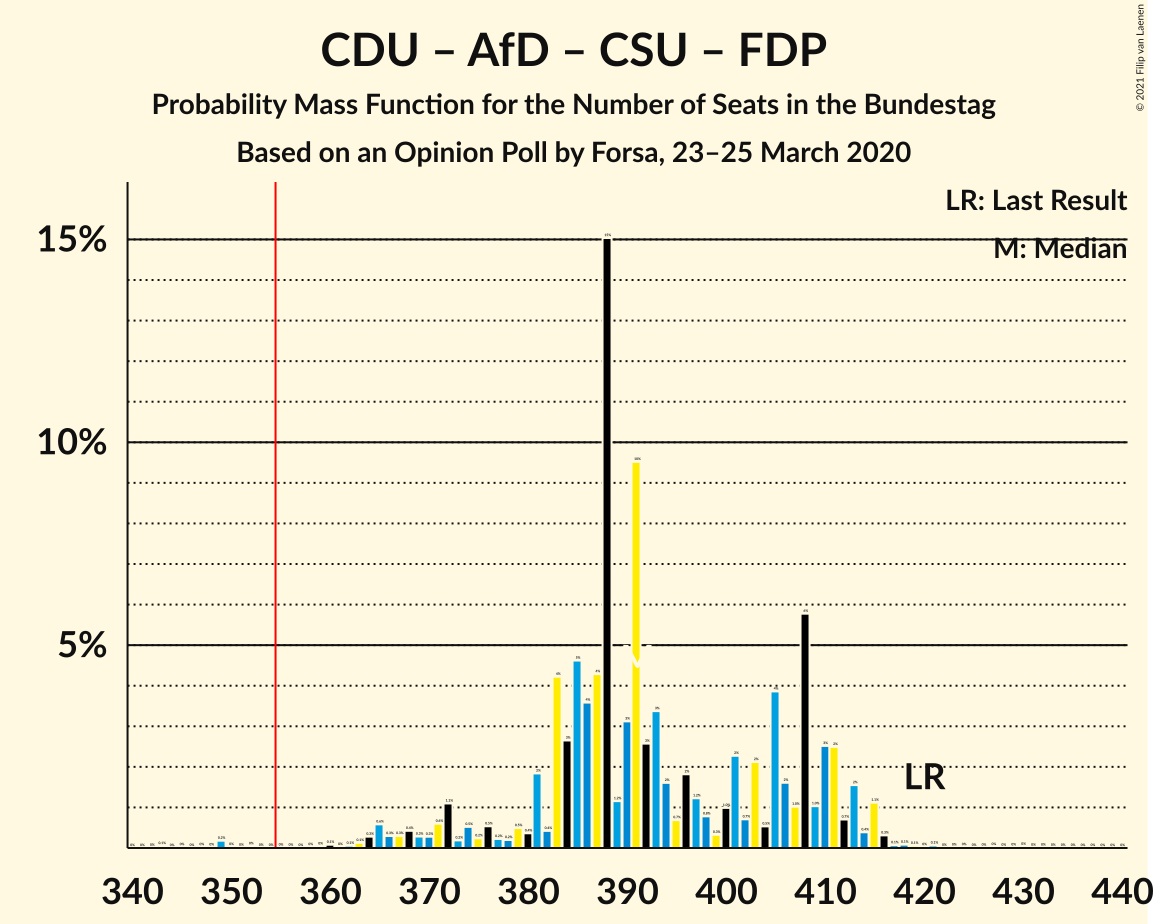 CDU – AfD – CSU – FDP
Probability Mass Function for the Number of Seats in the Bundestag
Based on an Opinion Poll by Forsa, 23–25 March 2020
© 2021 Filip van Laenen
LR: Last Result
M: Median
15%
10%
5%
M
LR
340 350 360 370 380 390 400 410 420 430 440